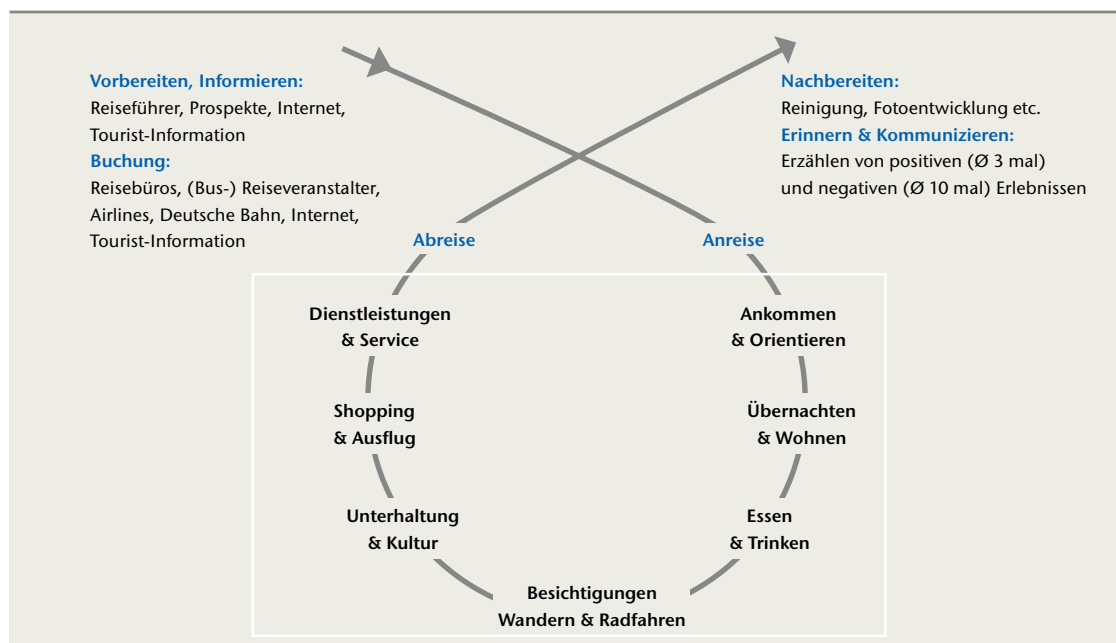 Vorbereiten, Informieren:
Reiseführer, Prospekte, Internet,
Tourist-Information
Buchung:
Reisebüros, (Bus-) Reiseveranstalter,
Airlines, Deutsche Bahn, Internet,
Tourist-Information
Nachbereiten:
Reinigung, Fotoentwicklung etc.
Erinnern & Kommunizieren:
Erzählen von positiven (Ø 3 mal)
und negativen (Ø 10 mal) Erlebnissen
Abreise
Anreise
Dienstleistungen
& Service
Ankommen
& Orientieren
Shopping
& Ausflug
Übernachten
& Wohnen
Unterhaltung
& Kultur
Essen
& Trinken
Besichtigungen
Wandern & Radfahren